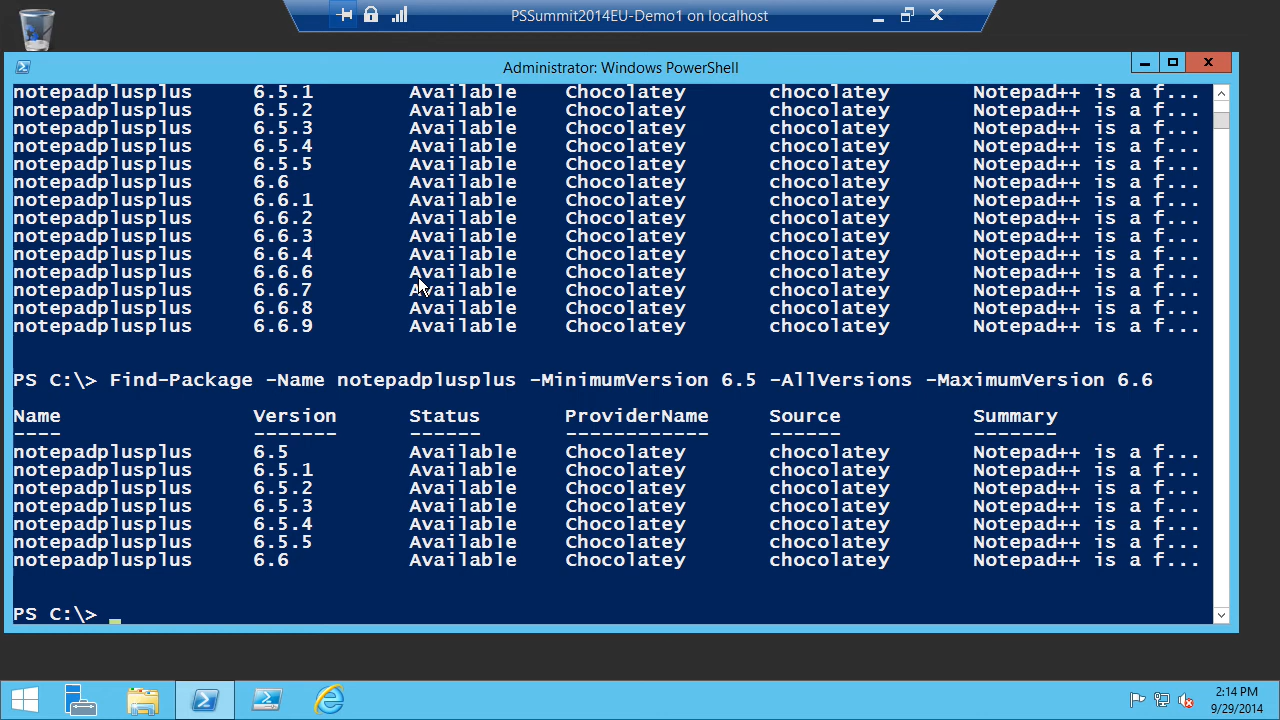 PSSummit2014EU-Demo1 on localhost
Administrator: Windows PowerShell
notepadplusplus 6.5.1 Available Chocolatey chocolatey Notepad++ is a f...
notepadplusplus 6.5.2 Available Chocolatey chocolatey Notepad++ is a f...
notepadplusplus 6.5.3 Available Chocolatey chocolatey Notepad++ is a f...
notepadplusplus 6.5.4 Available Chocolatey chocolatey Notepad++ is a f...
notepadplusplus 6.5.5 Available Chocolatey chocolatey Notepad++ is a f...
notepadplusplus 6.6 Available Chocolatey chocolatey Notepad++ is a f...
notepadplusplus 6.6.1 Available Chocolatey chocolatey Notepad++ is a f...
notepadplusplus 6.6.2 Available Chocolatey chocolatey Notepad++ is a f...
notepadplusplus 6.6.3 Available Chocolatey chocolatey Notepad++ is a f...
notepadplusplus 6.6.4 Available Chocolatey chocolatey Notepad++ is a f...
notepadplusplus 6.6.6 Available Chocolatey chocolatey Notepad++ is a f...
notepadplusplus 6.6.7 Available Chocolatey chocolatey Notepad++ is a f...
notepadplusplus 6.6.8 Available Chocolatey chocolatey Notepad++ is a f...
notepadplusplus 6.6.9 Available Chocolatey chocolatey Notepad++ is a f...
PS C:\> Find-Package -Name notepadplusplus -MinimumVersion 6.5 -AllVersions -MaximumVersion 6.6
Name Version Status ProviderName Source Summary
---- ------- ------ ------------ ------ -------
notepadplusplus 6.5 Available Chocolatey chocolatey Notepad++ is a f...
notepadplusplus 6.5.1 Available Chocolatey chocolatey Notepad++ is a f...
notepadplusplus 6.5.2 Available Chocolatey chocolatey Notepad++ is a f...
notepadplusplus 6.5.3 Available Chocolatey chocolatey Notepad++ is a f...
notepadplusplus 6.5.4 Available Chocolatey chocolatey Notepad++ is a f...
notepadplusplus 6.5.5 Available Chocolatey chocolatey Notepad++ is a f...
notepadplusplus 6.6 Available Chocolatey chocolatey Notepad++ is a f...
PS C:\>
2:14 PM
9/29/2014